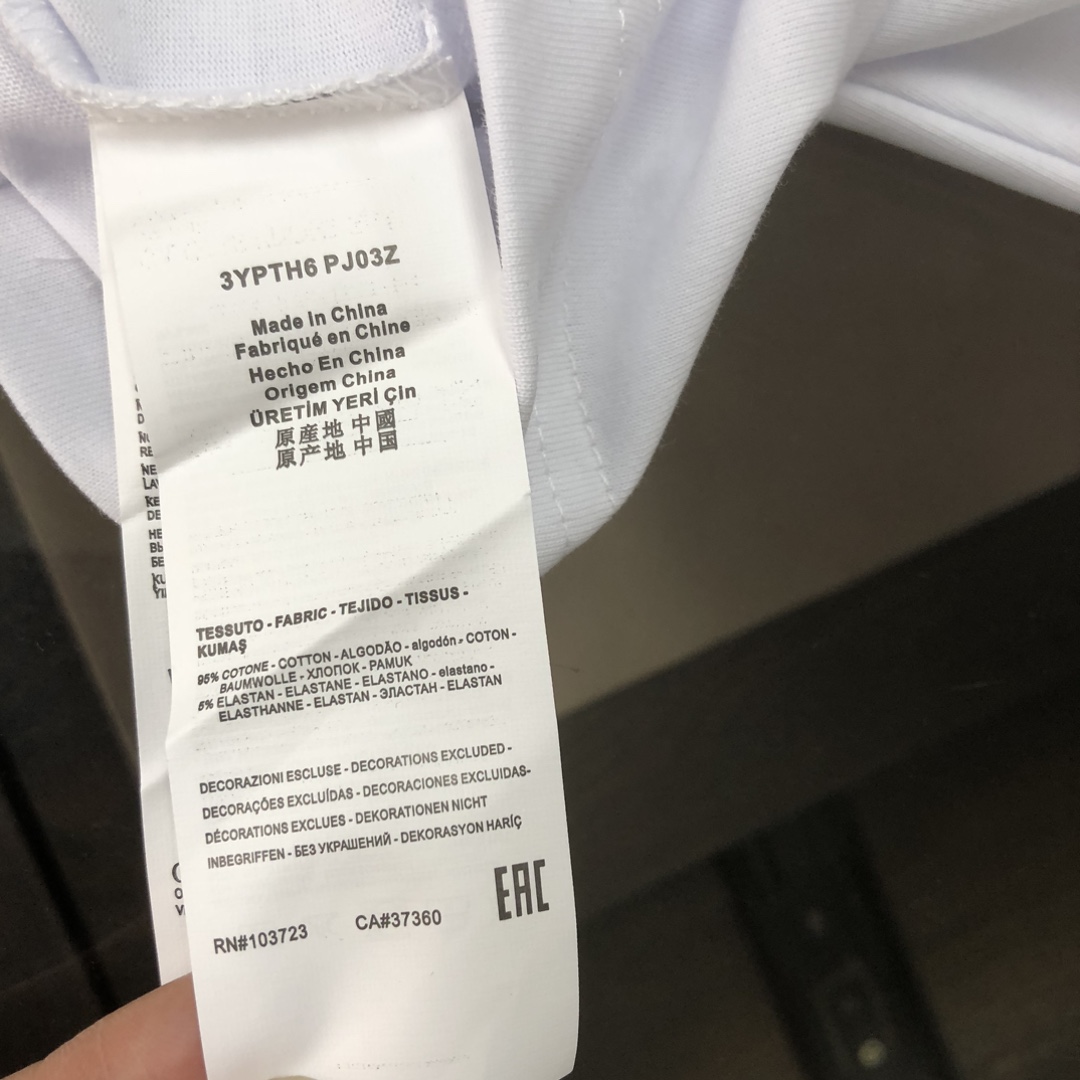 3YPTH6 PJ03Z
Made in China
Fabriqué en Chine
Hecho En China
Origem China
ÜRETİM YERİ Çin
原産地 中國
原产地 中国
TESSUTO - FABRIC - TEJIDO - TISSUS -
KUMAŞ
95% COTONE - COTTON - ALGODÃO - algodón - COTON -
BAUMWOLLE - ХЛОПОК - PAMUK
5% ELASTAN - ELASTANE - ELASTANO - elastano -
ELASTHANNE - ELASTAN - ЭЛАСТАН - ELASTAN
DECORAZIONI ESCLUSE - DECORATIONS EXCLUDED -
DECORAÇÕES EXCLUÍDAS - DECORACIONES EXCLUIDAS-
DÉCORATIONS EXCLUES - DEKORATIONEN NICHT
INBEGRIFFEN - БЕЗ УКРАШЕНИЙ - DEKORASYON HARİÇ
EAC
RN#103723 CA#37360